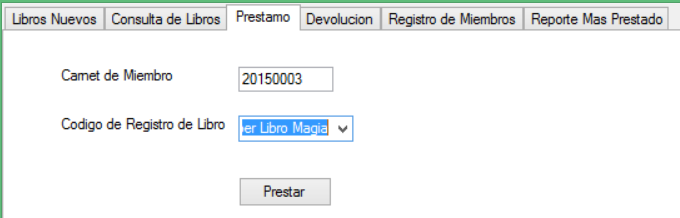 Libros Nuevos Consulta de Libros Prestamo Devolucion Registro de Miembros Reporte Mas Prestado
Carnet de Miembro 20150003
Codigo de Registro de Libro er Libro Magia
Prestar